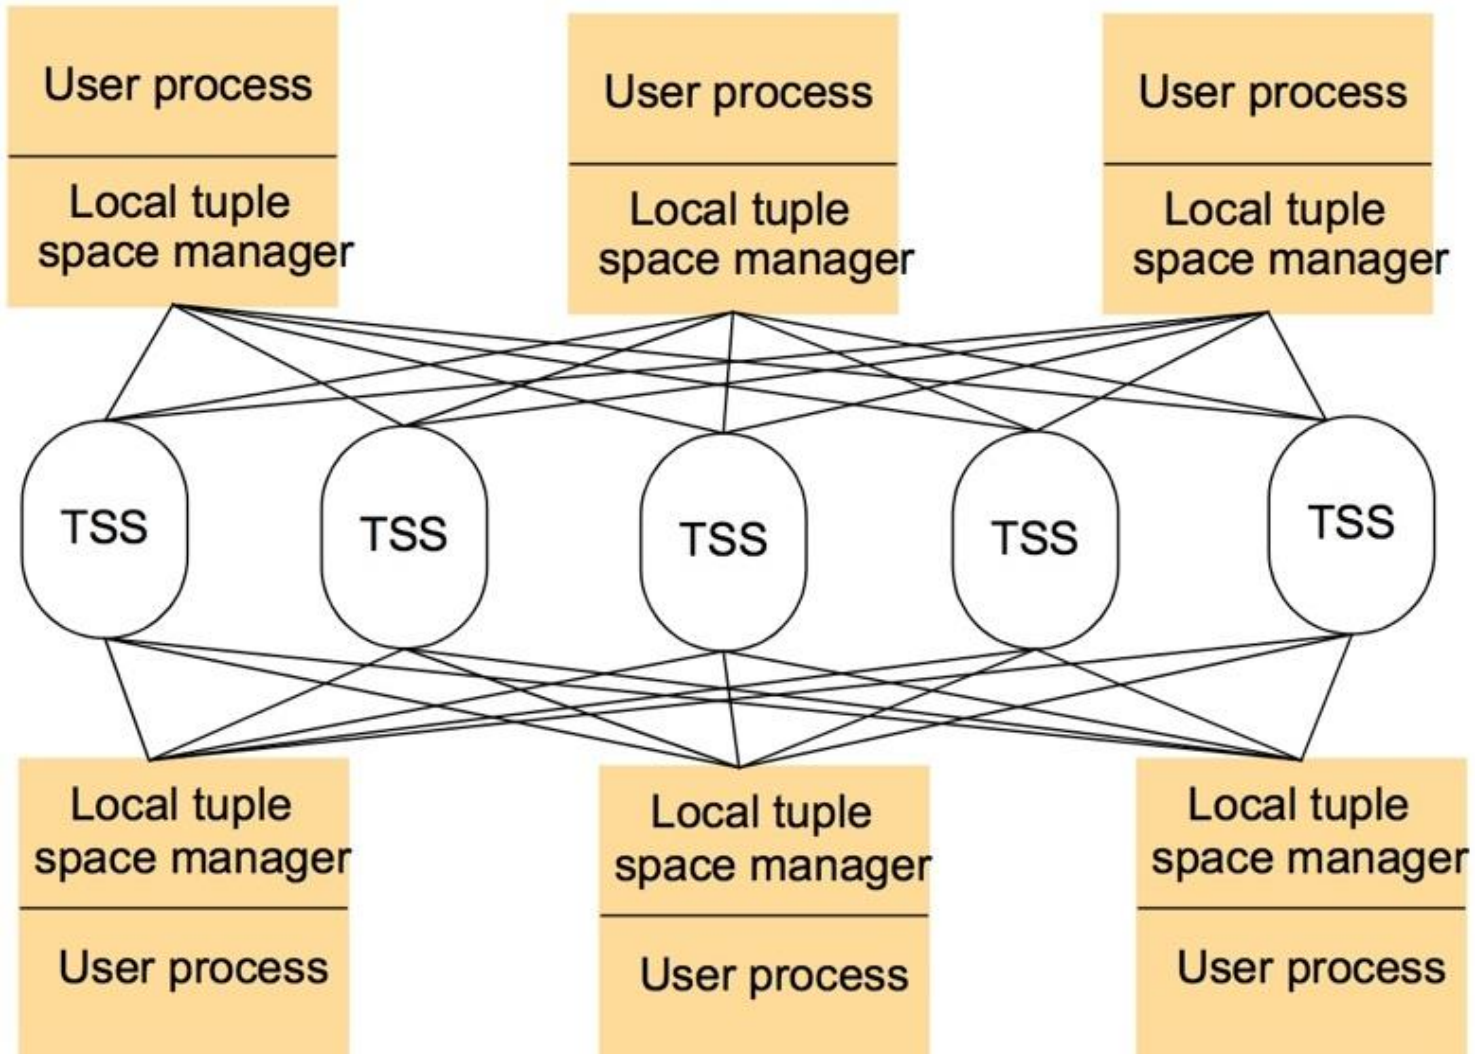 User process
Local tuple
space manager
User process
Local tuple
space manager
User process
Local tuple
space manager
TSS
TSS
TSS
TSS
TSS
Local tuple
space manager
User process
Local tuple
space manager
User process
Local tuple
space manager
User process